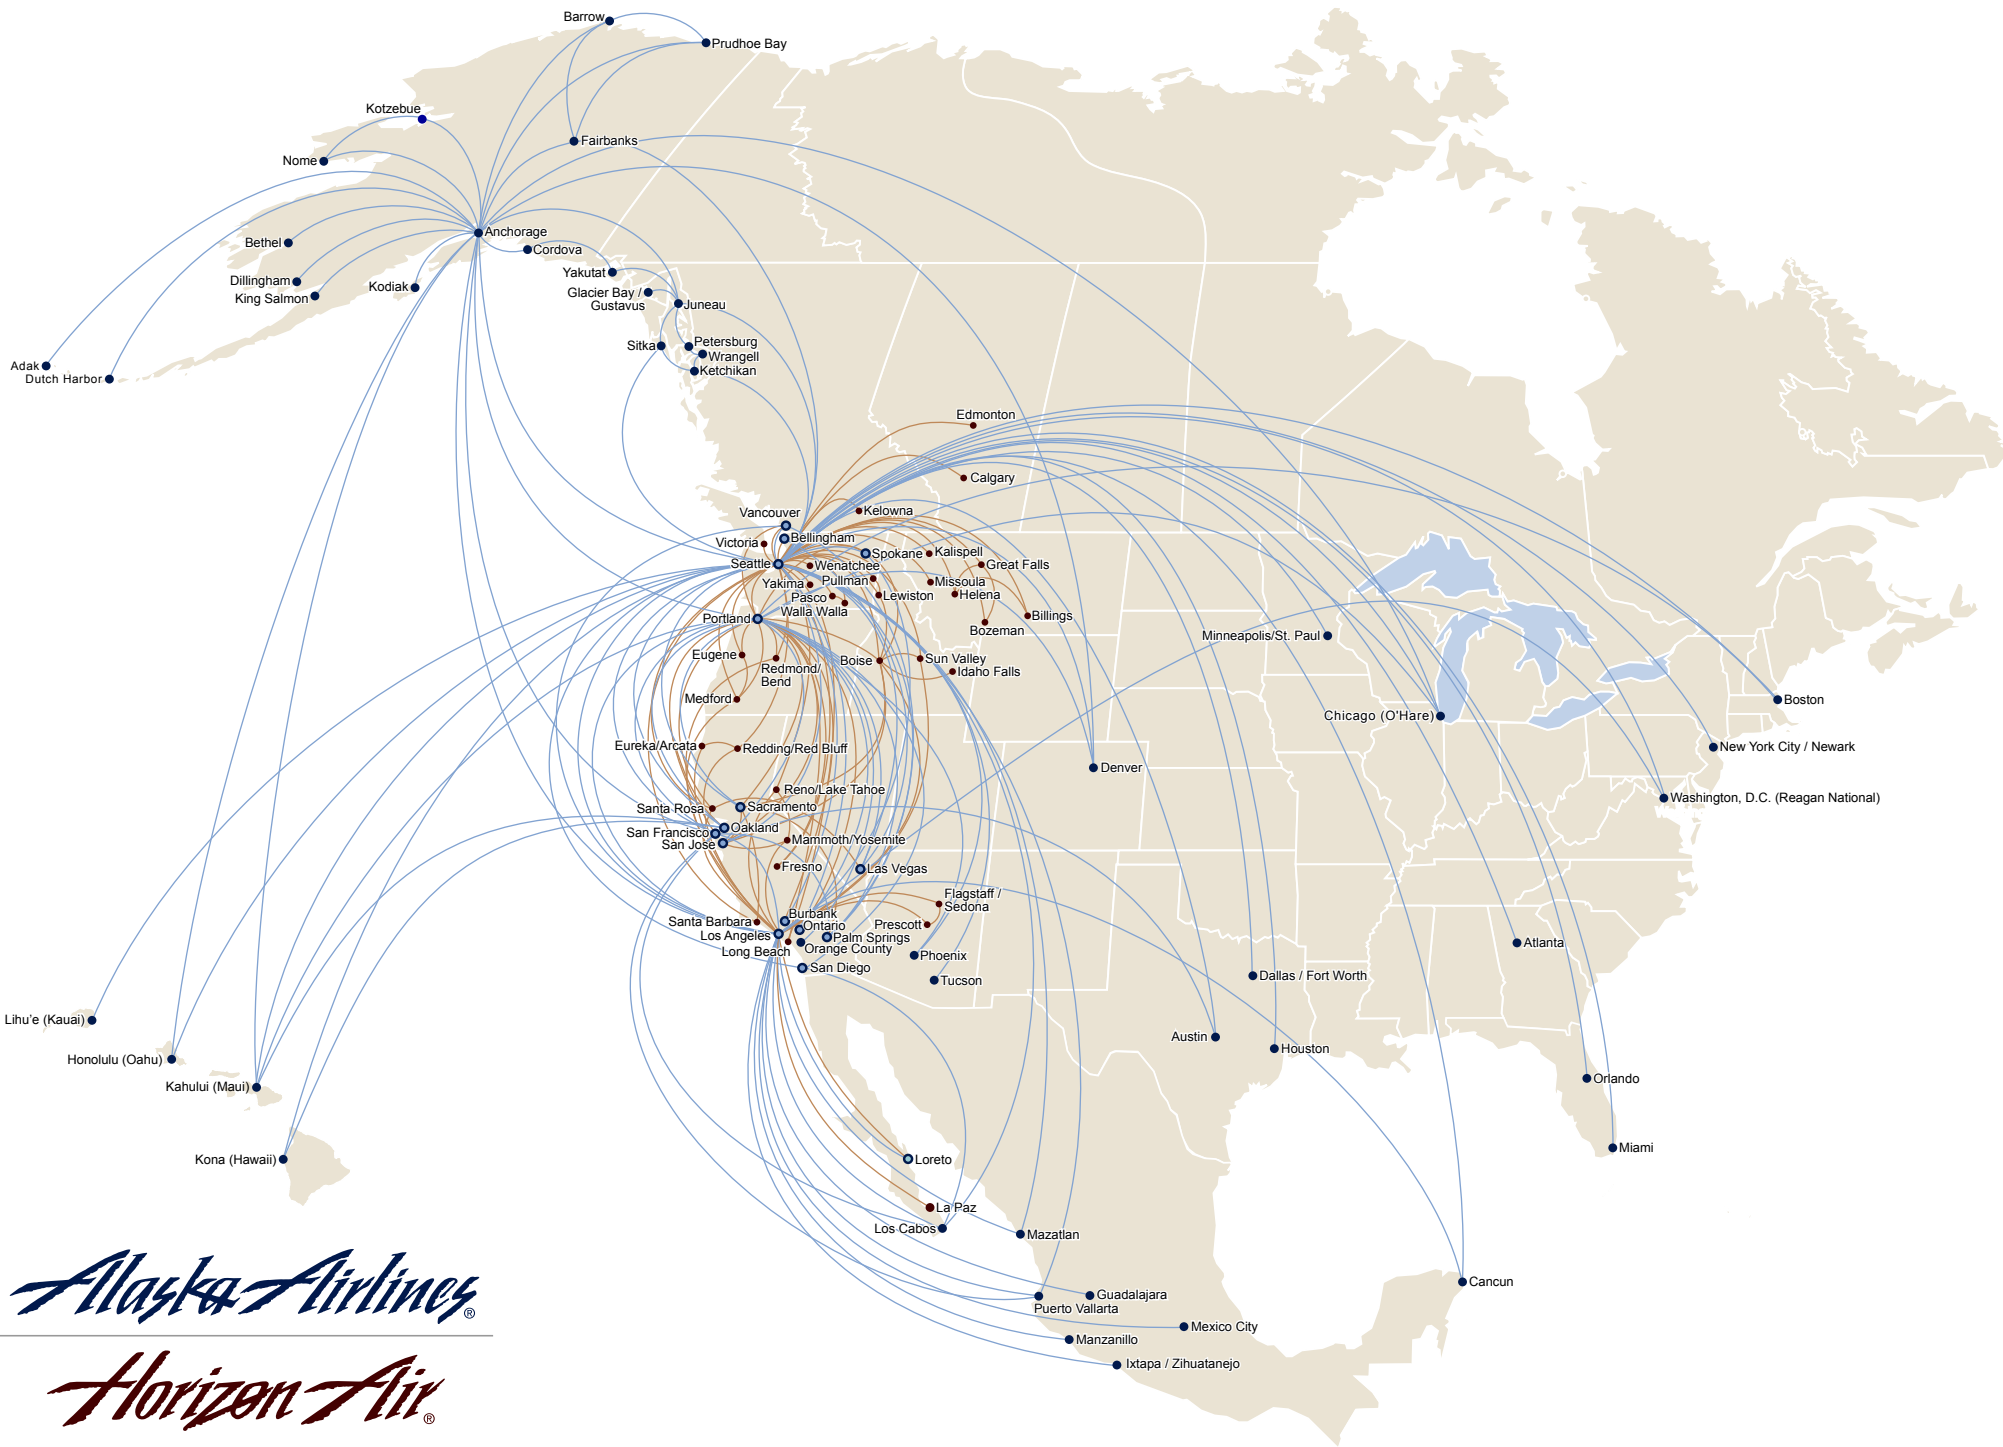 Barrow
Prudhoe Bay
Kotzebue
Fairbanks
Nome
Anchorage
Bethel
Cordova
Yakutat
Dillingham
King Salmon
Kodiak
Glacier Bay /
Gustavus
Juneau
Sitka
Petersburg
Wrangell
Ketchikan
Adak
Dutch Harbor
Edmonton
Calgary
Kelowna
Vancouver
Bellingham
Victoria
Spokane
Kalispell
Seattle
Wenatchee
Great Falls
Yakima
Pullman
Missoula
Pasco
Lewiston
Helena
Walla Walla
Billings
Portland
Bozeman
Minneapolis/St. Paul
Eugene
Redmond/
Bend
Boise
Sun Valley
Idaho Falls
Medford
Boston
Chicago (O'Hare)
Eureka/Arcata
Redding/Red Bluff
New York City / Newark
Denver
Reno/Lake Tahoe
Washington, D.C. (Reagan National)
Santa Rosa
Sacramento
Oakland
San Francisco
San Jose
Mammoth/Yosemite
Fresno
Las Vegas
Flagstaff /
Sedona
Burbank
Santa Barbara
Ontario
Prescott
Los Angeles
Palm Springs
Long Beach
Orange County
Atlanta
Phoenix
San Diego
Tucson
Dallas / Fort Worth
Lihu'e (Kauai)
Austin
Houston
Honolulu (Oahu)
Kahului (Maui)
Orlando
Kona (Hawaii)
Loreto
Miami
La Paz
Los Cabos
Mazatlan
Cancun
Guadalajara
Puerto Vallarta
Mexico City
Manzanillo
Ixtapa / Zihuatanejo
Alaska Airlines®
Horizon Air®